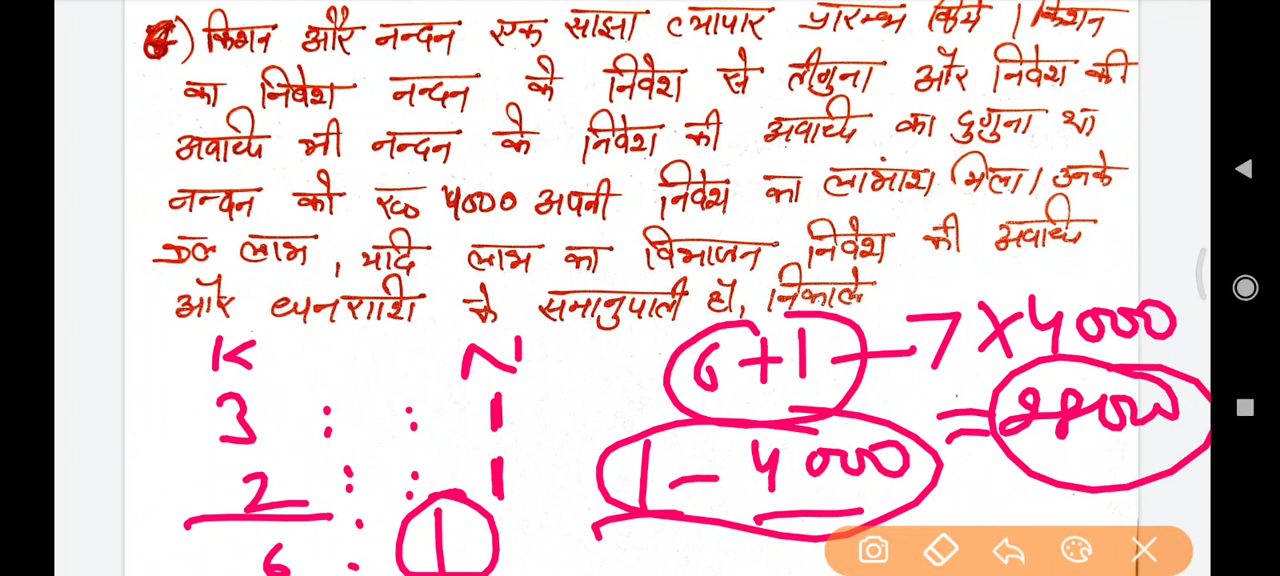 6) किशन और नन्दन एक साझा व्यापार प्रारम्भ किये । किशन
का निवेश नन्दन के निवेश से तीगुना और निवेश की
अवधि भी नन्दन के निवेश की अवधि का दुगुना था
नन्दन को रू० 4000 अपनी निवेश का लाभांश मिला। उनके
कुल लाभ, यदि लाभ का विभाजन निवेश की अवधि
और धनराशि के समानुपाती हो, निकाले
K N
3 : : 1
2 : : 1
6 : 1
6+1 - 7 × 4000
= 28000
1 - 4000